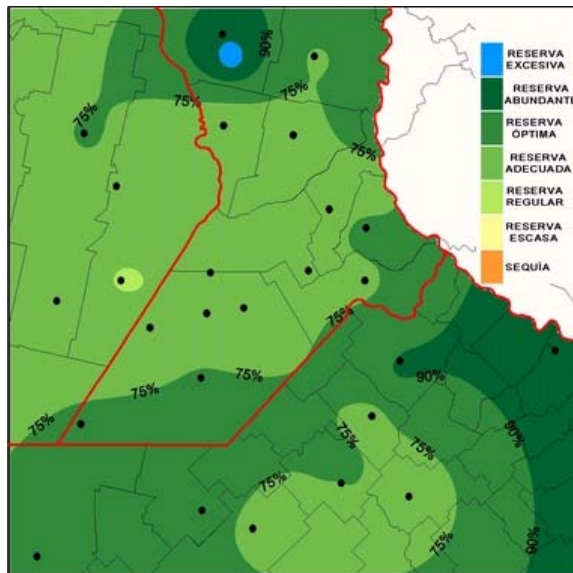 90%
75%
75%
75%
75%
75%
75%
75%
75%
90%
75%
75%
75%
75%
90%
90%
RESERVA
EXCESIVA
RESERVA
ABUNDANTE
RESERVA
ÓPTIMA
RESERVA
ADECUADA
RESERVA
REGULAR
RESERVA
ESCASA
SEQUÍA